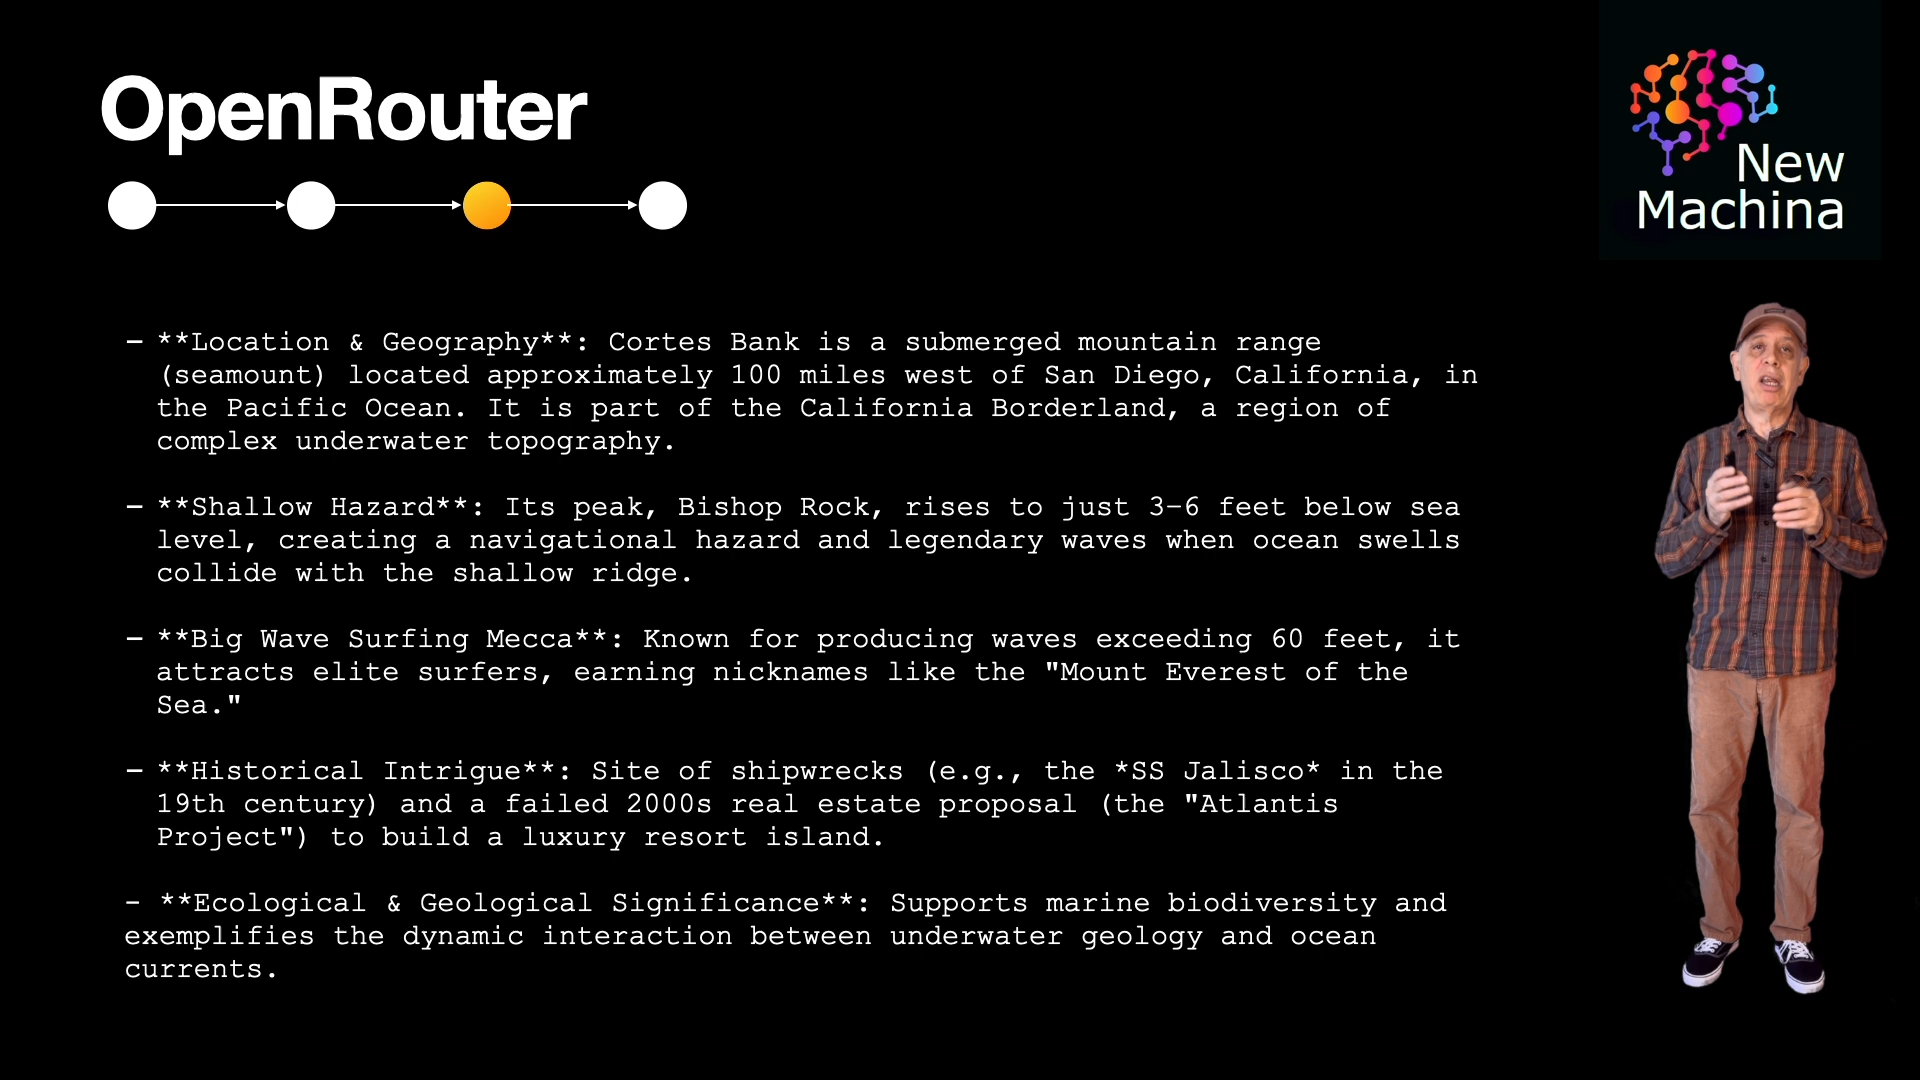 OpenRouter
New
Machina
– **Location & Geography**: Cortes Bank is a submerged mountain range
(seamount) located approximately 100 miles west of San Diego, California, in
the Pacific Ocean. It is part of the California Borderland, a region of
complex underwater topography.
– **Shallow Hazard**: Its peak, Bishop Rock, rises to just 3–6 feet below sea
level, creating a navigational hazard and legendary waves when ocean swells
collide with the shallow ridge.
– **Big Wave Surfing Mecca**: Known for producing waves exceeding 60 feet, it
attracts elite surfers, earning nicknames like the "Mount Everest of the
Sea."
– **Historical Intrigue**: Site of shipwrecks (e.g., the *SS Jalisco* in the
19th century) and a failed 2000s real estate proposal (the "Atlantis
Project") to build a luxury resort island.
- **Ecological & Geological Significance**: Supports marine biodiversity and
exemplifies the dynamic interaction between underwater geology and ocean
currents.